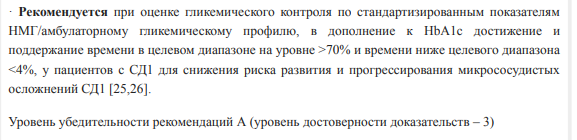 · Рекомендуется при оценке гликемического контроля по стандартизированным показателям
НМГ/амбулаторному гликемическому профилю, в дополнение к HbA1c достижение и
поддержание времени в целевом диапазоне на уровне >70% и времени ниже целевого диапазона
<4%, у пациентов с СД1 для снижения риска развития и прогрессирования микрососудистых
осложнений СД1 [25,26].
Уровень убедительности рекомендаций А (уровень достоверности доказательств – 3)